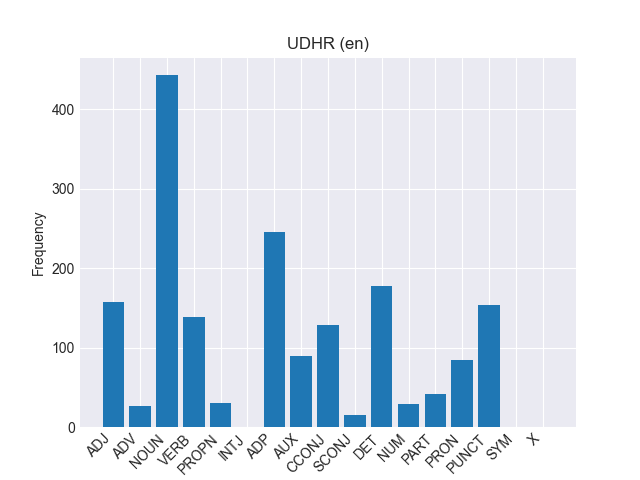 UDHR (en)
Frequency
400
300
200
100
0
ADJ
ADV
NOUN
VERB
PROPN
INTJ
ADP
AUX
CCONJ
SCONJ
DET
NUM
PART
PRON
PUNCT
SYM
X